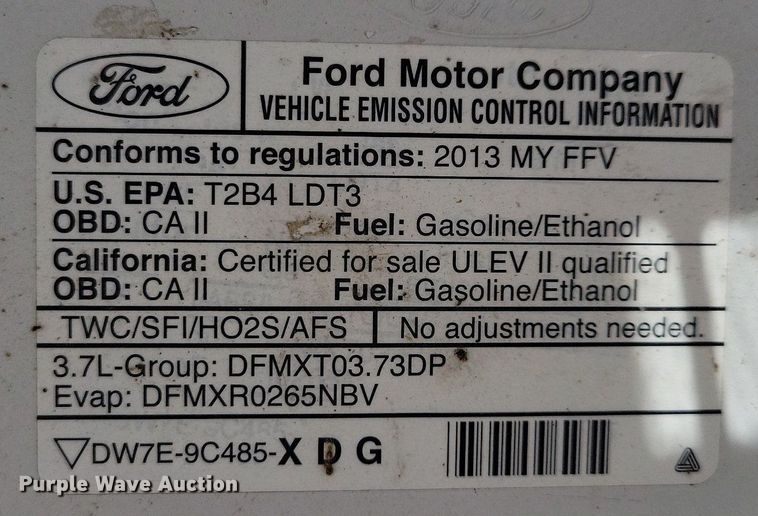 Ford
Ford
Ford Motor Company
VEHICLE EMISSION CONTROL INFORMATION
Conforms to regulations: 2013 MY FFV
U.S. EPA: T2B4 LDT3
OBD: CA II Fuel: Gasoline/Ethanol
California: Certified for sale ULEV II qualified
OBD: CA II Fuel: Gasoline/Ethanol
TWC/SFI/HO2S/AFS No adjustments needed.
3.7L-Group: DFMXT03.73DP
Evap: DFMXR0265NBV
▽DW7E-9C485-X D G
Purple Wave Auction